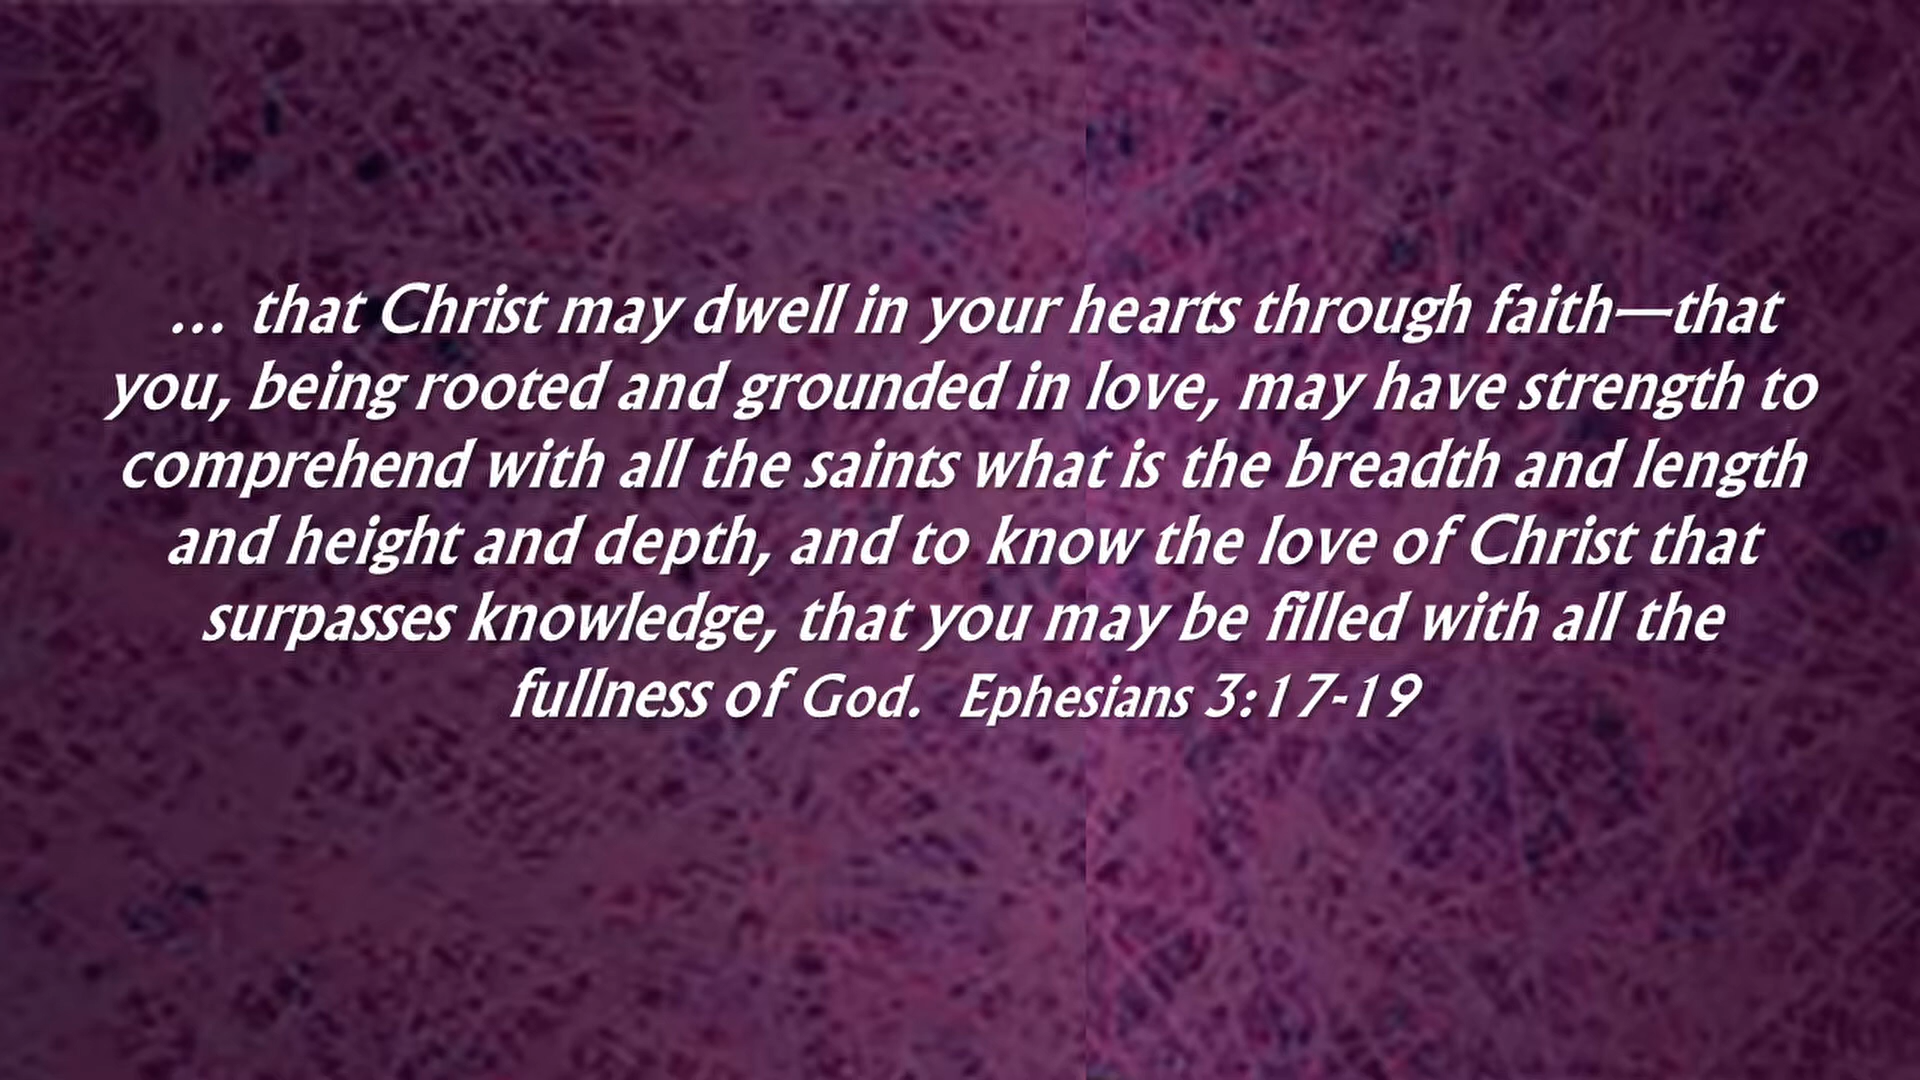 … that Christ may dwell in your hearts through faith—that
you, being rooted and grounded in love, may have strength to
comprehend with all the saints what is the breadth and length
and height and depth, and to know the love of Christ that
surpasses knowledge, that you may be filled with all the
fullness of God.  Ephesians 3:17-19